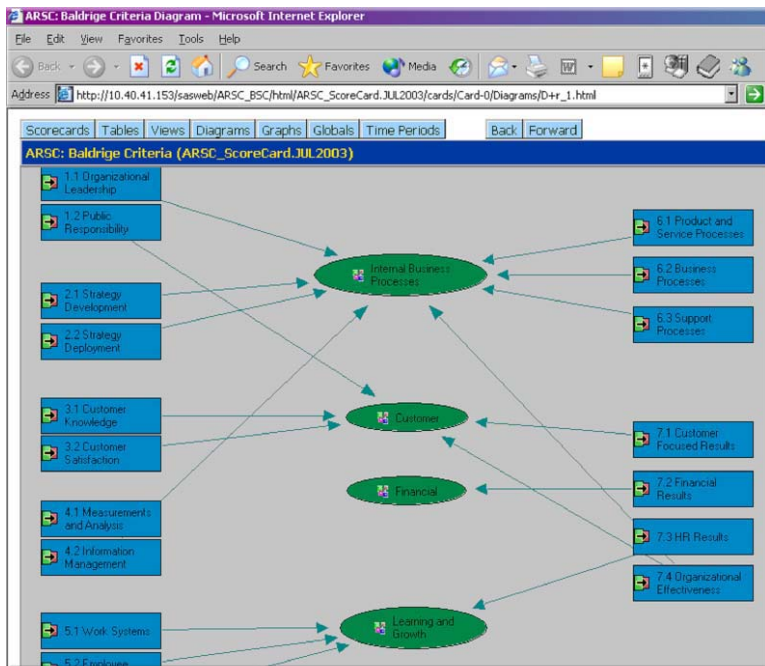 ARSC: Baldrige Criteria Diagram - Microsoft Internet Explorer
File Edit View Favorites Tools Help
Back Search Favorites Media
Address http://10.40.41.153/sasweb/ARSC_BSC/html/ARSC_ScoreCard.JUL2003/cards/Card-0/Diagrams/D+r_1.html
Scorecards Tables Views Diagrams Graphs Globals Time Periods Back Forward
ARSC: Baldrige Criteria (ARSC_ScoreCard.JUL2003)
1.1 Organizational
Leadership
1.2 Public
Responsibility
2.1 Strategy
Development
2.2 Strategy
Deployment
3.1 Customer
Knowledge
3.2 Customer
Satisfaction
4.1 Measurements
and Analysis
4.2 Information
Management
5.1 Work Systems
5.2 Employee
Internal Business
Processes
Customer
Financial
Learning and
Growth
6.1 Product and
Service Processes
6.2 Business
Processes
6.3 Support
Processes
7.1 Customer
Focused Results
7.2 Financial
Results
7.3 HR Results
7.4 Organizational
Effectiveness